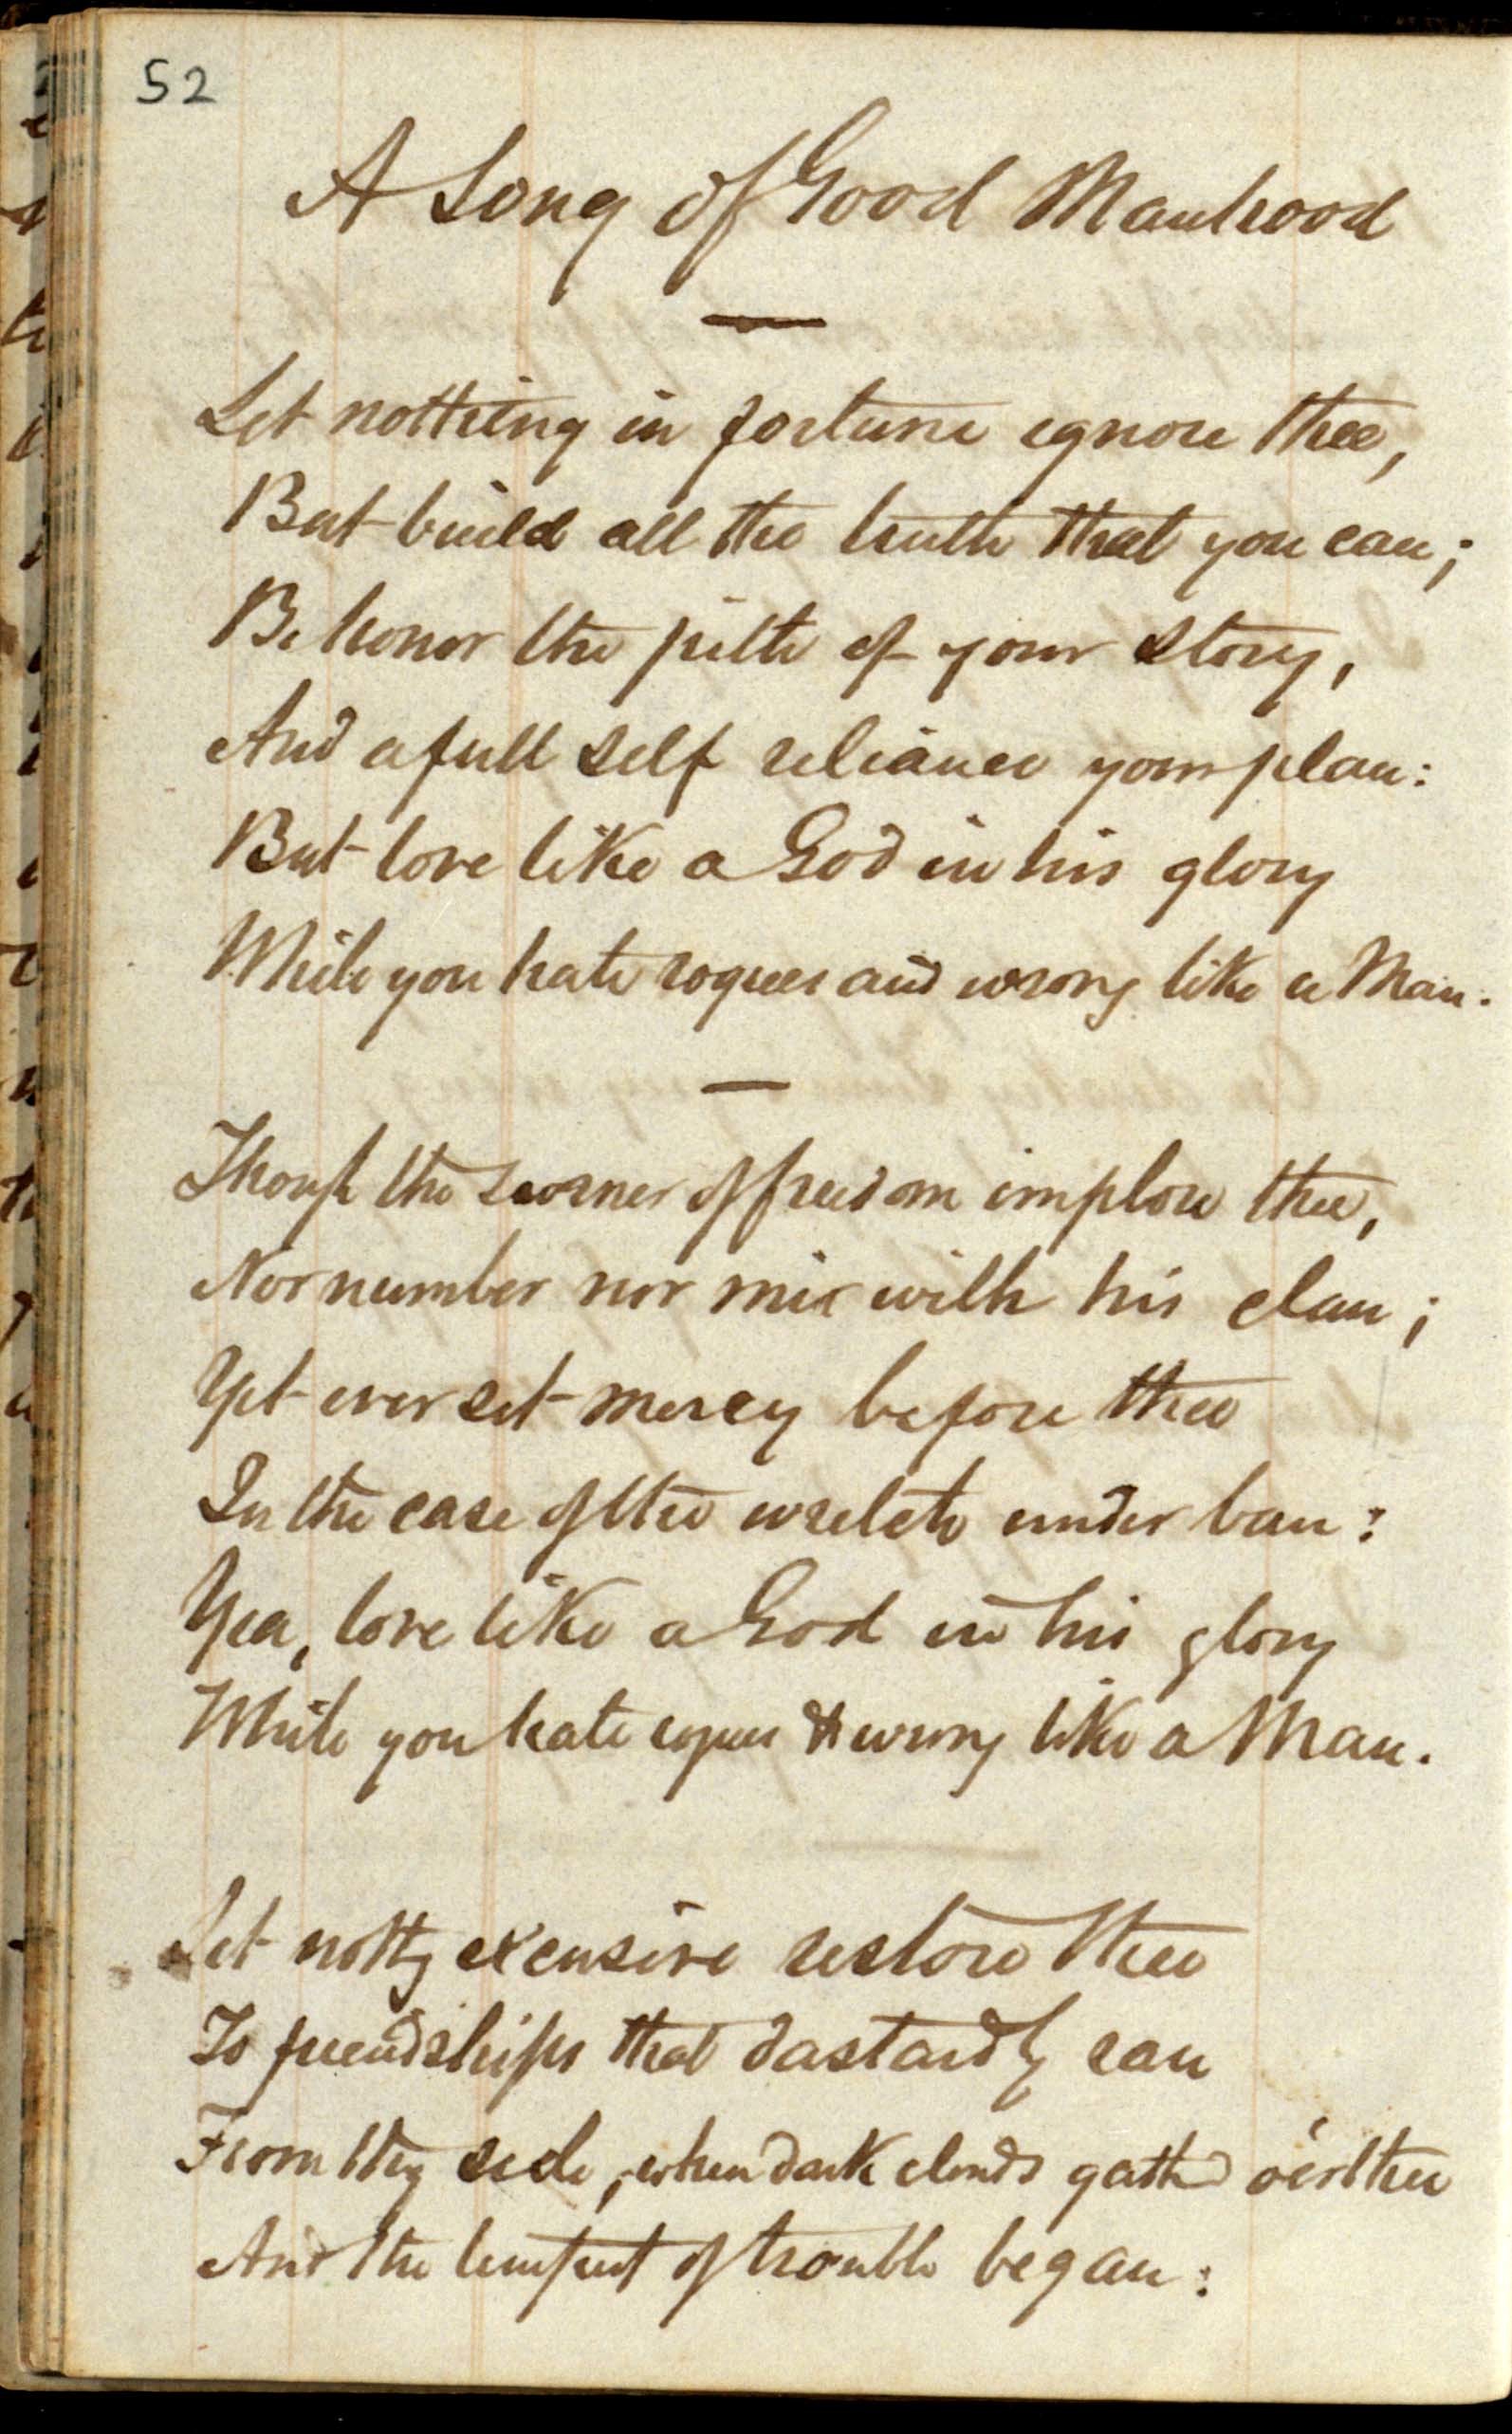 52
A Song of Good Manhood
Let nothing in fortune ignore thee,
But build all the truth that you can;
Be honor the pith of your story,
And a full self reliance your plan:
But love like a God in his glory
While you hate rogues and wrong like a Man.
Though the scorner of freedom implore thee,
Nor number nor mix with his clan;
Yet ever set mercy before thee
In the case of the wretch under ban:
Yea, love like a God in his glory
While you hate rogues & wrong like a Man.
Let nothg excusive restore thee
To friendships that dastardly ran
From thy side, when dark clouds gathd o'er thee
And the tempest of trouble began: